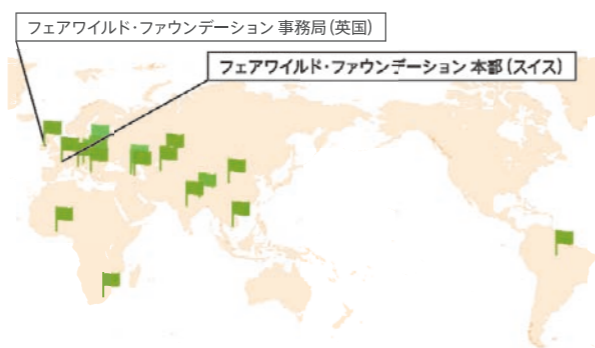 フェアワイルド・ファウンデーション 事務局（英国）
フェアワイルド・ファウンデーション 本部（スイス）